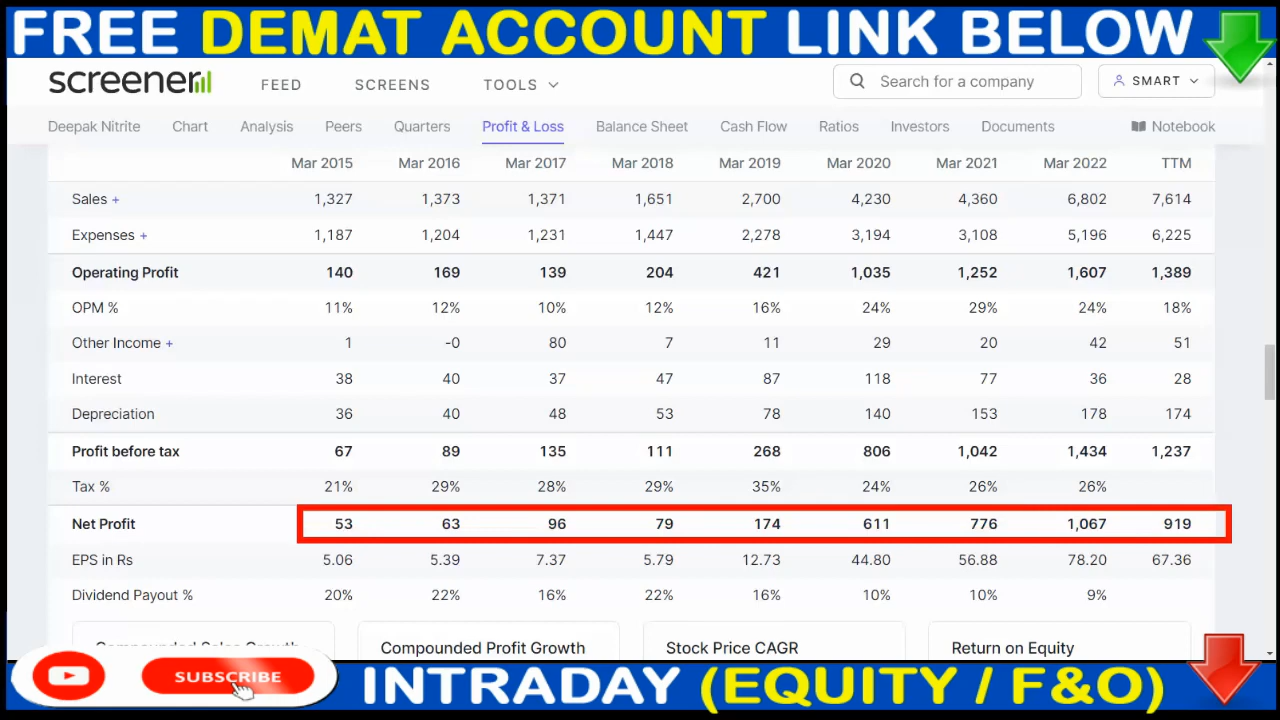 FREE DEMAT ACCOUNT LINK BELOW
screener FEED SCREENS TOOLS Search for a company SMART
Deepak Nitrite Chart Analysis Peers Quarters Profit & Loss Balance Sheet Cash Flow Ratios Investors Documents Notebook
Mar 2015 Mar 2016 Mar 2017 Mar 2018 Mar 2019 Mar 2020 Mar 2021 Mar 2022 TTM
Sales + 1,327 1,373 1,371 1,651 2,700 4,230 4,360 6,802 7,614
Expenses + 1,187 1,204 1,231 1,447 2,278 3,194 3,108 5,196 6,225
Operating Profit 140 169 139 204 421 1,035 1,252 1,607 1,389
OPM % 11% 12% 10% 12% 16% 24% 29% 24% 18%
Other Income + 1 -0 80 7 11 29 20 42 51
Interest 38 40 37 47 87 118 77 36 28
Depreciation 36 40 48 53 78 140 153 178 174
Profit before tax 67 89 135 111 268 806 1,042 1,434 1,237
Tax % 21% 29% 28% 29% 35% 24% 26% 26%
Net Profit 53 63 96 79 174 611 776 1,067 919
EPS in Rs 5.06 5.39 7.37 5.79 12.73 44.80 56.88 78.20 67.36
Dividend Payout % 20% 22% 16% 22% 16% 10% 10% 9%
Compounded Sales Growth Compounded Profit Growth Stock Price CAGR Return on Equity
SUBSCRIBE INTRADAY (EQUITY / F&O)